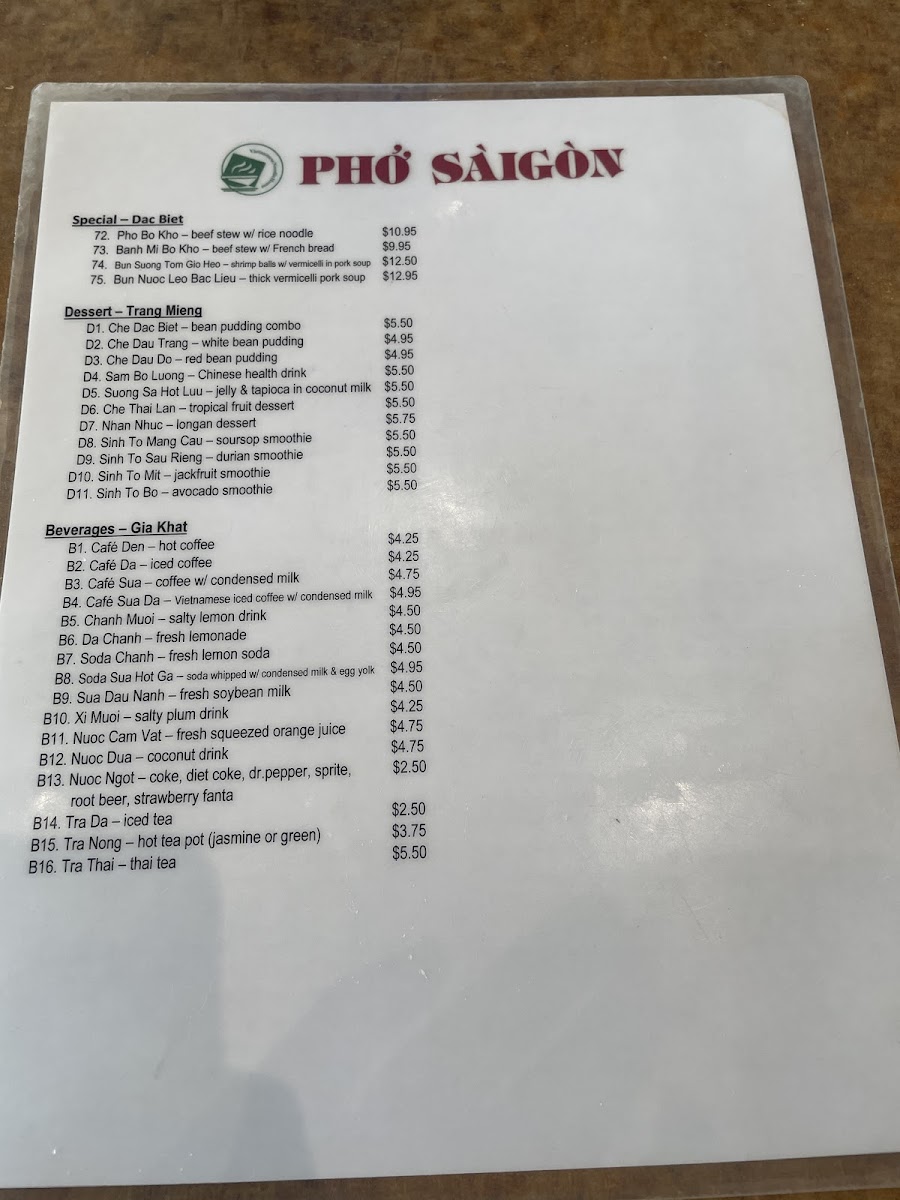 PHỞ SÀIGÒN
Special – Dac Biet
72. Pho Bo Kho – beef stew w/ rice noodle $10.95
73. Banh Mi Bo Kho – beef stew w/ French bread $9.95
74. Bun Suong Tom Gio Heo – shrimp balls w/ vermicelli in pork soup $12.50
75. Bun Nuoc Leo Bac Lieu – thick vermicelli pork soup $12.95
Dessert – Trang Mieng
D1. Che Dac Biet – bean pudding combo $5.50
D2. Che Dau Trang – white bean pudding $4.95
D3. Che Dau Do – red bean pudding $4.95
D4. Sam Bo Luong – Chinese health drink $5.50
D5. Suong Sa Hot Luu – jelly & tapioca in coconut milk $5.50
D6. Che Thai Lan – tropical fruit dessert $5.50
D7. Nhan Nhuc – longan dessert $5.75
D8. Sinh To Mang Cau – soursop smoothie $5.50
D9. Sinh To Sau Rieng – durian smoothie $5.50
D10. Sinh To Mit – jackfruit smoothie $5.50
D11. Sinh To Bo – avocado smoothie $5.50
Beverages – Gia Khat
B1. Café Den – hot coffee $4.25
B2. Café Da – iced coffee $4.25
B3. Café Sua – coffee w/ condensed milk $4.75
B4. Café Sua Da – Vietnamese iced coffee w/ condensed milk $4.95
B5. Chanh Muoi – salty lemon drink $4.50
B6. Da Chanh – fresh lemonade $4.50
B7. Soda Chanh – fresh lemon soda $4.50
B8. Soda Sua Hot Ga – soda whipped w/ condensed milk & egg yolk $4.95
B9. Sua Dau Nanh – fresh soybean milk $4.50
B10. Xi Muoi – salty plum drink $4.25
B11. Nuoc Cam Vat – fresh squeezed orange juice $4.75
B12. Nuoc Dua – coconut drink $4.75
B13. Nuoc Ngot – coke, diet coke, dr.pepper, sprite, $2.50
root beer, strawberry fanta
B14. Tra Da – iced tea $2.50
B15. Tra Nong – hot tea pot (jasmine or green) $3.75
B16. Tra Thai – thai tea $5.50